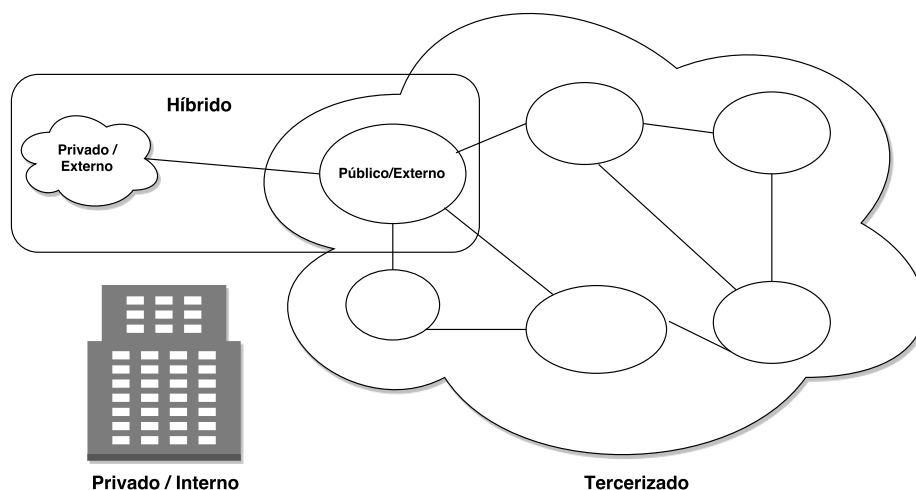 Híbrido
Privado /
Externo
Público/Externo
Privado / Interno
Tercerizado